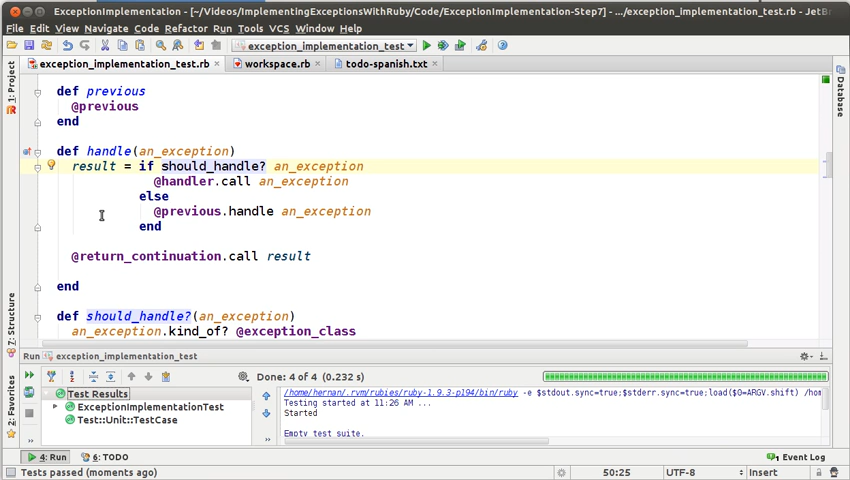 ExceptionImplementation - [~/Videos/ImplementingExceptionsWithRuby/Code/ExceptionImplementation-Step7] - .../exception_implementation_test.rb - JetBr
File Edit View Navigate Code Refactor Run Tools VCS Window Help
exception_implementation_test
exception_implementation_test.rb workspace.rb todo-spanish.txt
1: Project
Database
def previous
@previous
end
def handle(an_exception)
result = if should_handle? an_exception
@handler.call an_exception
else
@previous.handle an_exception
end
@return_continuation.call result
end
def should_handle?(an_exception)
an_exception.kind_of? @exception_class
7: Structure
2: Favorites
Run exception_implementation_test
Done: 4 of 4 (0.232 s)
Test Results
ExceptionImplementationTest
Test::Unit::TestCase
/home/hernan/.rvm/rubies/ruby-1.9.3-p194/bin/ruby -e $stdout.sync=true;$stderr.sync=true;load($0=ARGV.shift) /ho
Testing started at 11:26 AM ...
Started
Empty test suite.
4: Run 6: TODO 1 Event Log
Tests passed (moments ago) 50:25 UTF-8 Insert